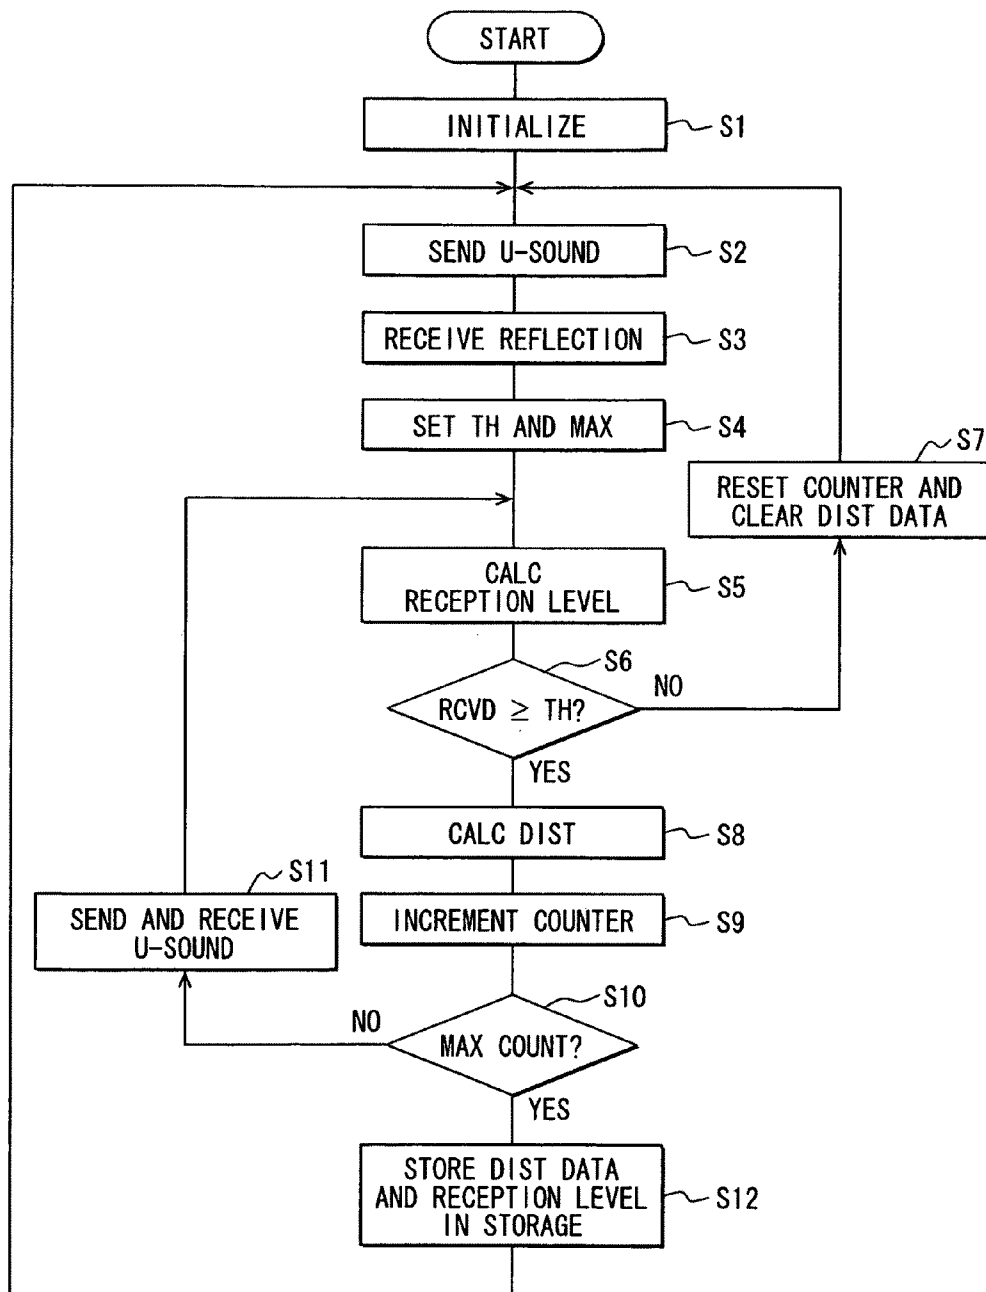 START
INITIALIZE
S1
SEND U-SOUND
S2
RECEIVE REFLECTION
S3
SET TH AND MAX
S4
S7
RESET COUNTER AND
CLEAR DIST DATA
CALC
RECEPTION LEVEL
S5
S6
RCVD ≥ TH?
NO
YES
CALC DIST
S8
S11
SEND AND RECEIVE
U-SOUND
INCREMENT COUNTER
S9
S10
NO
MAX COUNT?
YES
STORE DIST DATA
AND RECEPTION LEVEL
IN STORAGE
S12